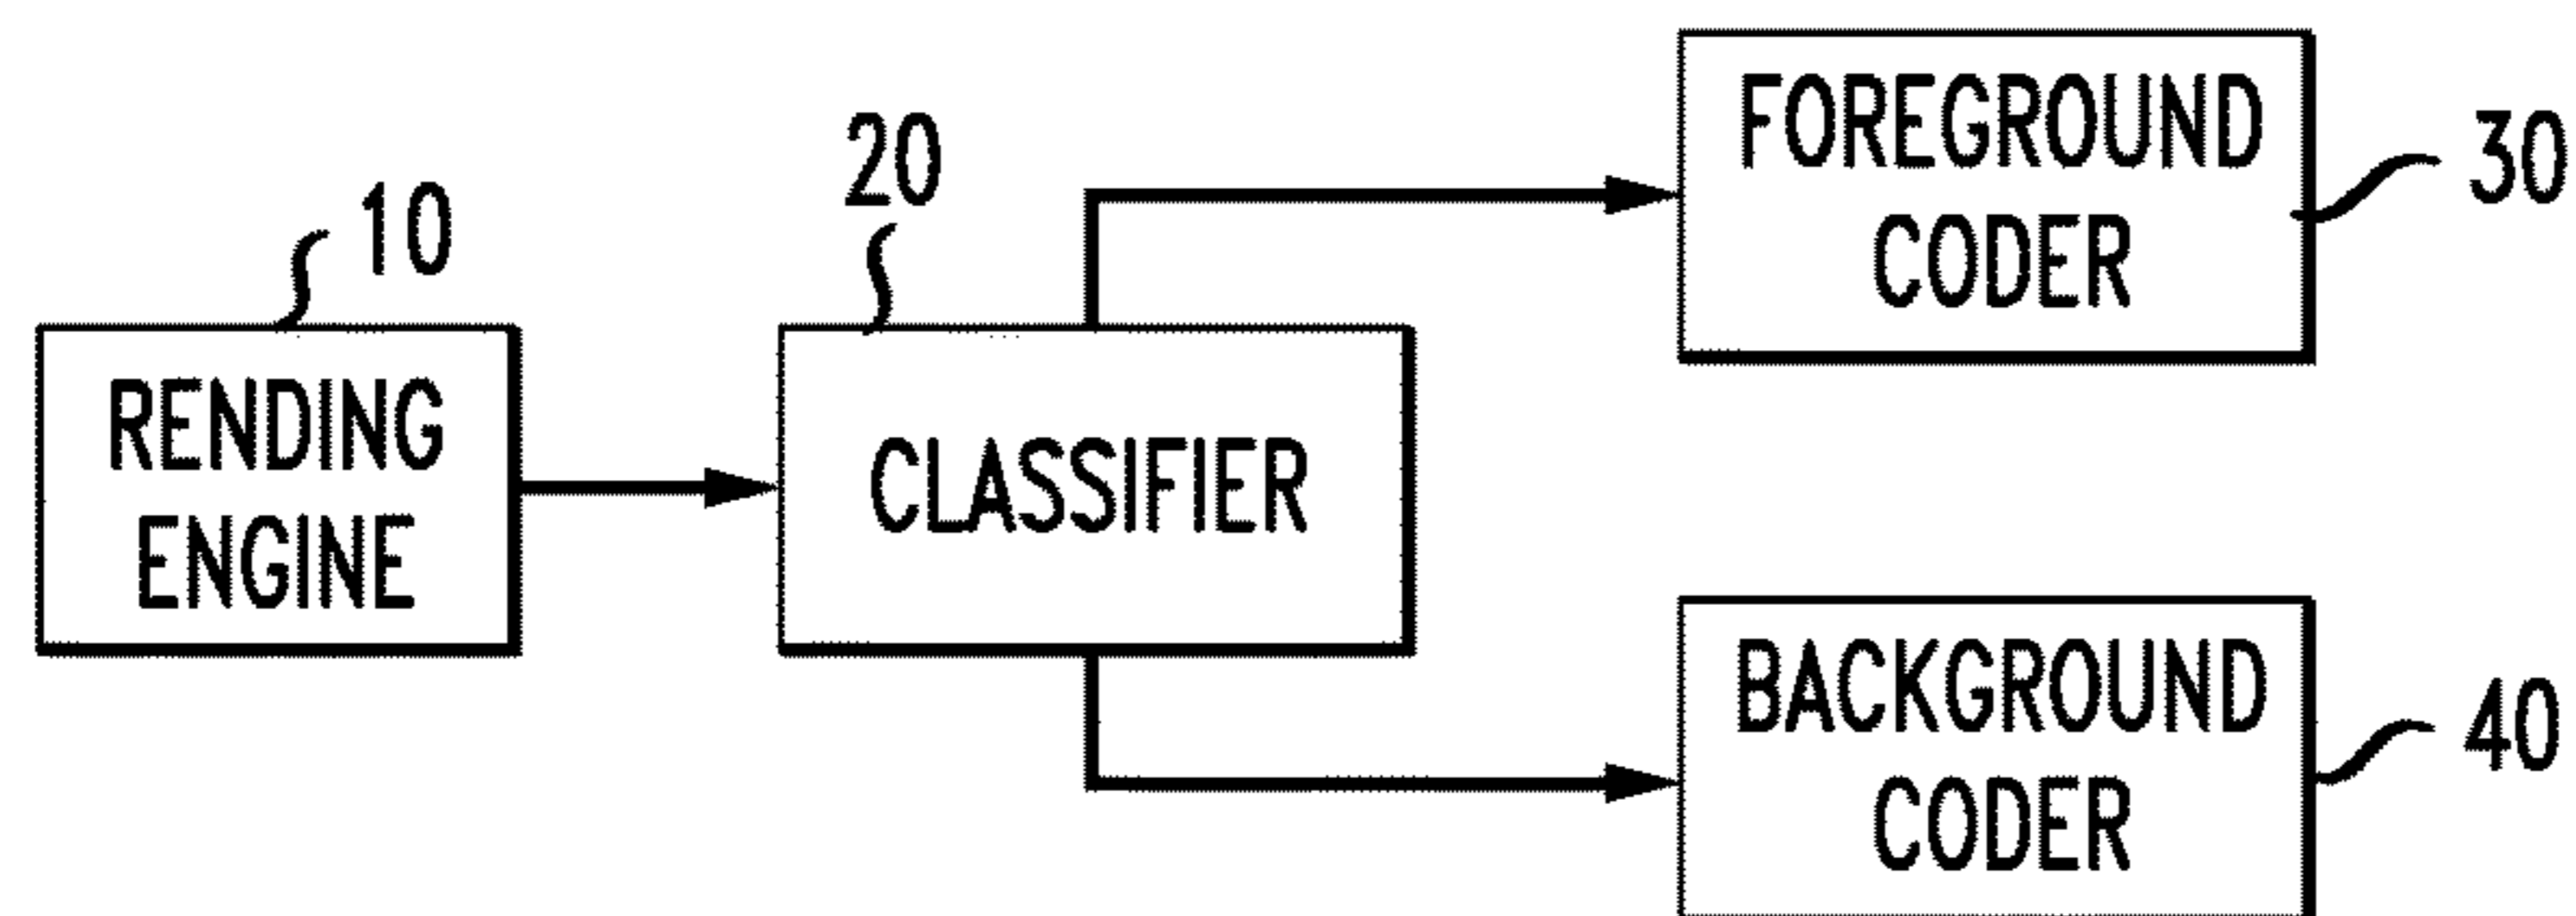 10
RENDING
ENGINE
20
CLASSIFIER
FOREGROUND
CODER
30
BACKGROUND
CODER
40